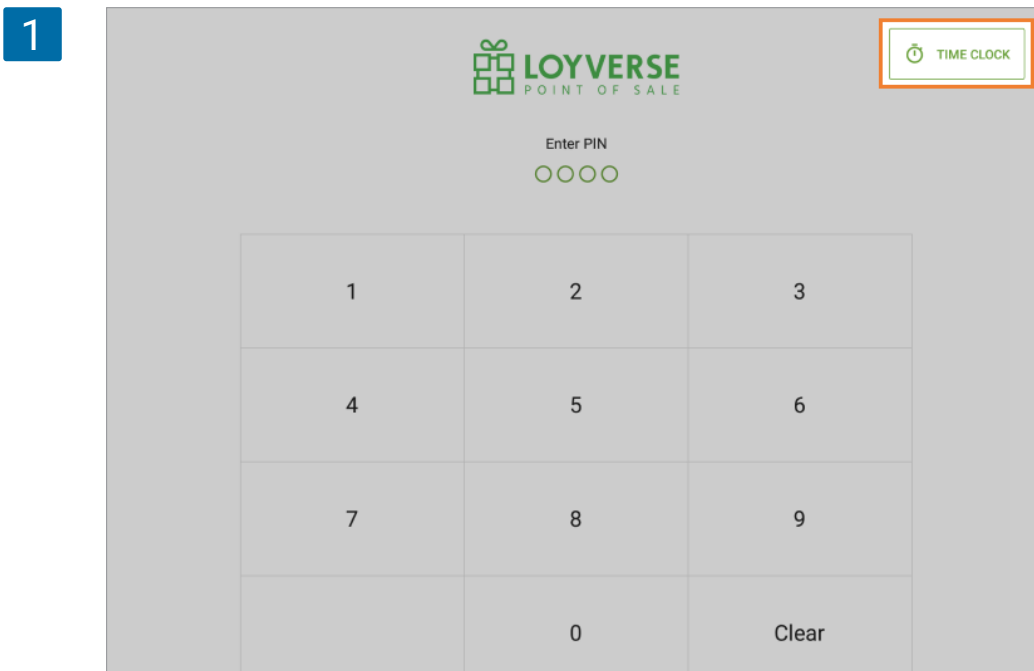 1
LOYVERSE
POINT OF SALE
TIME CLOCK
Enter PIN
1 2 3
4 5 6
7 8 9
0 Clear